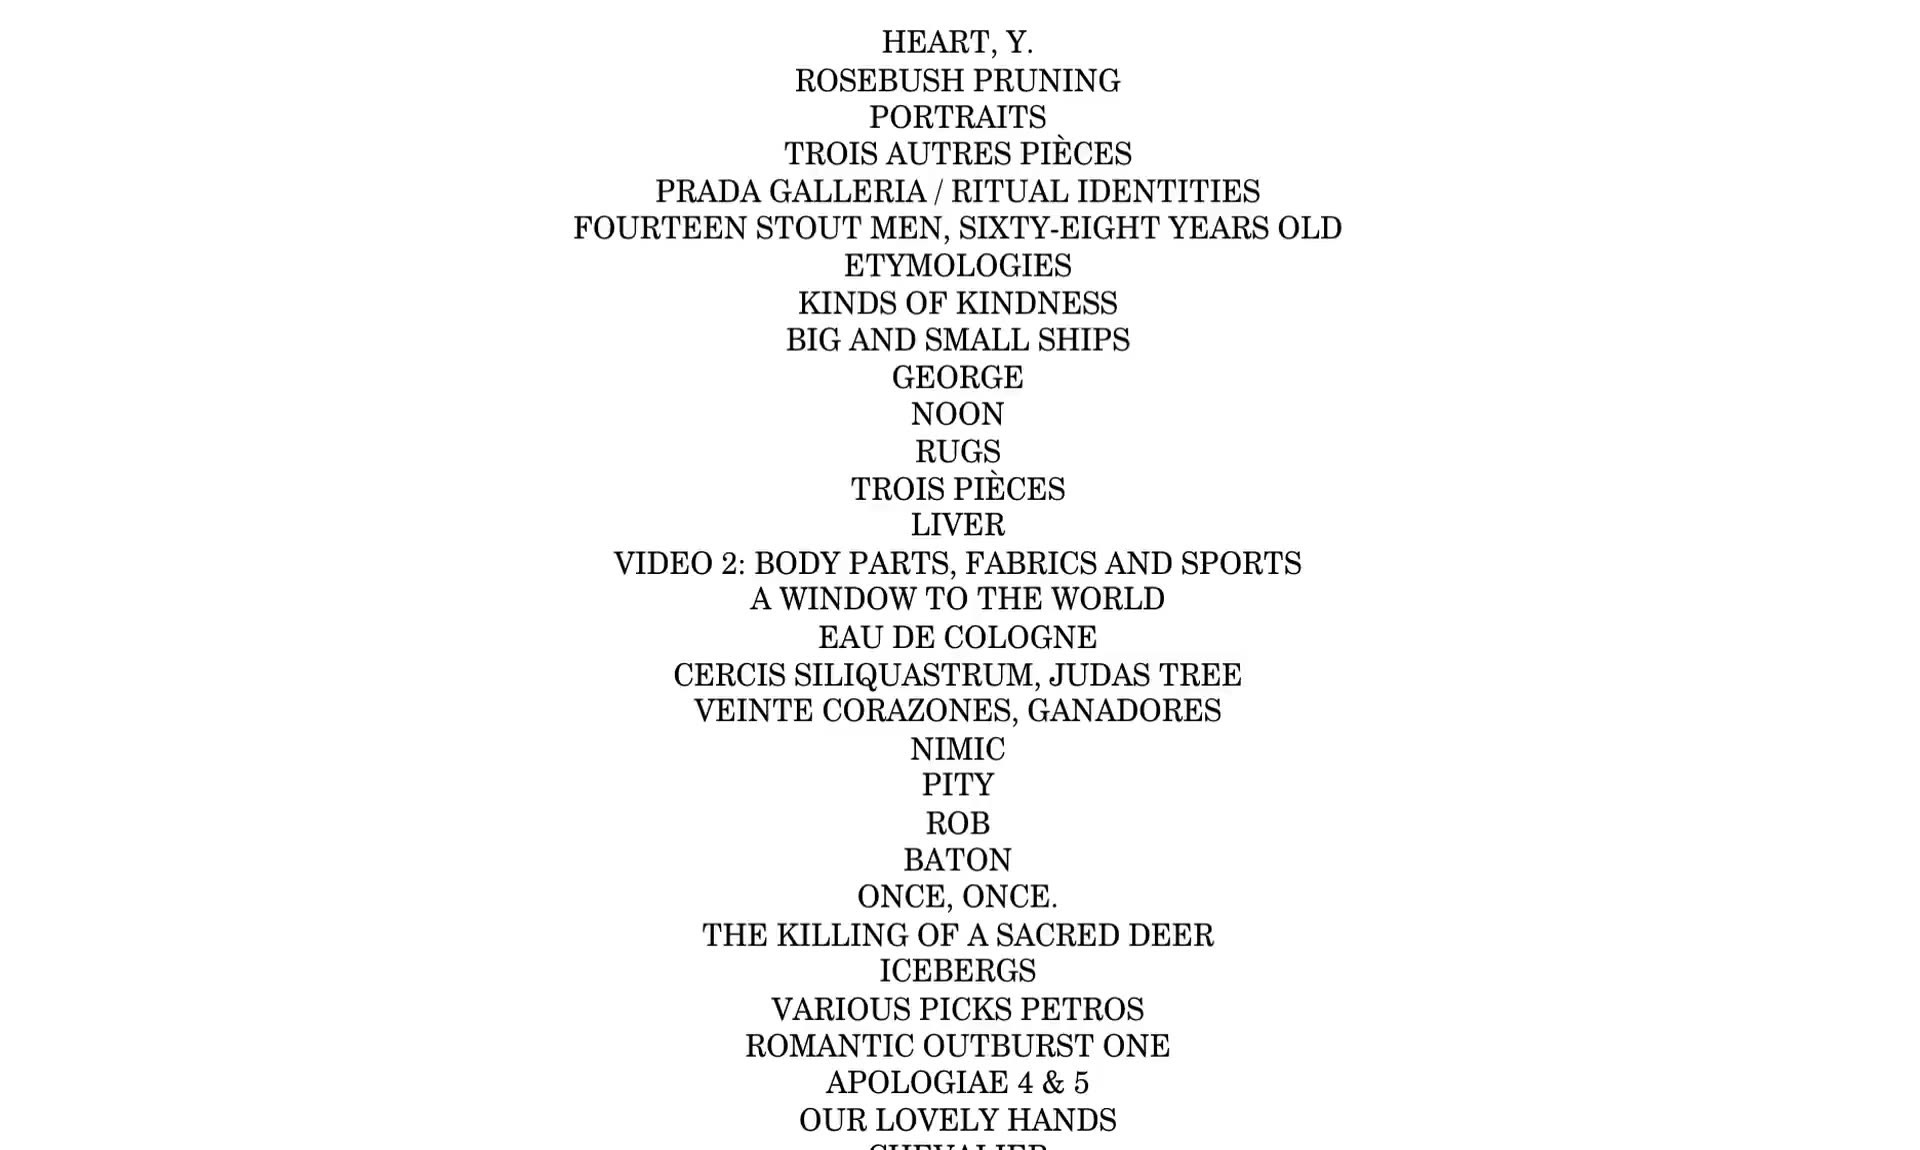 HEART, Y.
ROSEBUSH PRUNING
PORTRAITS
TROIS AUTRES PIÈCES
PRADA GALLERIA / RITUAL IDENTITIES
FOURTEEN STOUT MEN, SIXTY-EIGHT YEARS OLD
ETYMOLOGIES
KINDS OF KINDNESS
BIG AND SMALL SHIPS
GEORGE
NOON
RUGS
TROIS PIÈCES
LIVER
VIDEO 2: BODY PARTS, FABRICS AND SPORTS
A WINDOW TO THE WORLD
EAU DE COLOGNE
CERCIS SILIQUASTRUM, JUDAS TREE
VEINTE CORAZONES, GANADORES
NIMIC
PITY
ROB
BATON
ONCE, ONCE.
THE KILLING OF A SACRED DEER
ICEBERGS
VARIOUS PICKS PETROS
ROMANTIC OUTBURST ONE
APOLOGIAE 4 & 5
OUR LOVELY HANDS
CHEVALIER